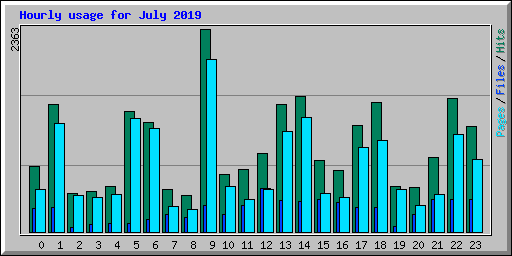 Hourly usage for July 2019
2363
Pages/Files/Hits
0 1 2 3 4 5 6 7 8 9 10 11 12 13 14 15 16 17 18 19 20 21 22 23